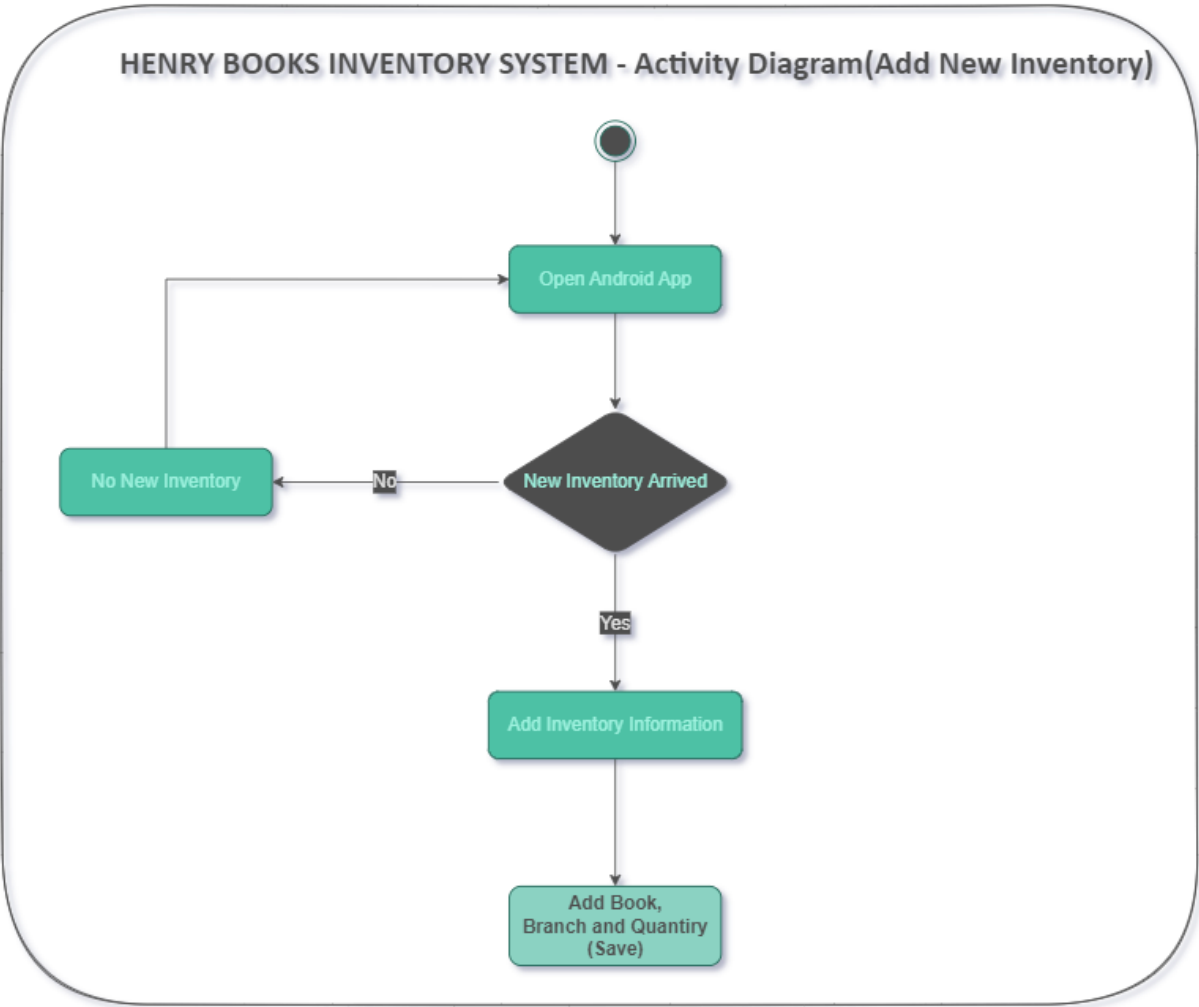 HENRY BOOKS INVENTORY SYSTEM - Activity Diagram(Add New Inventory)
Open Android App
New Inventory Arrived
No
No New Inventory
Yes
Add Inventory Information
Add Book,
Branch and Quantiry
(Save)